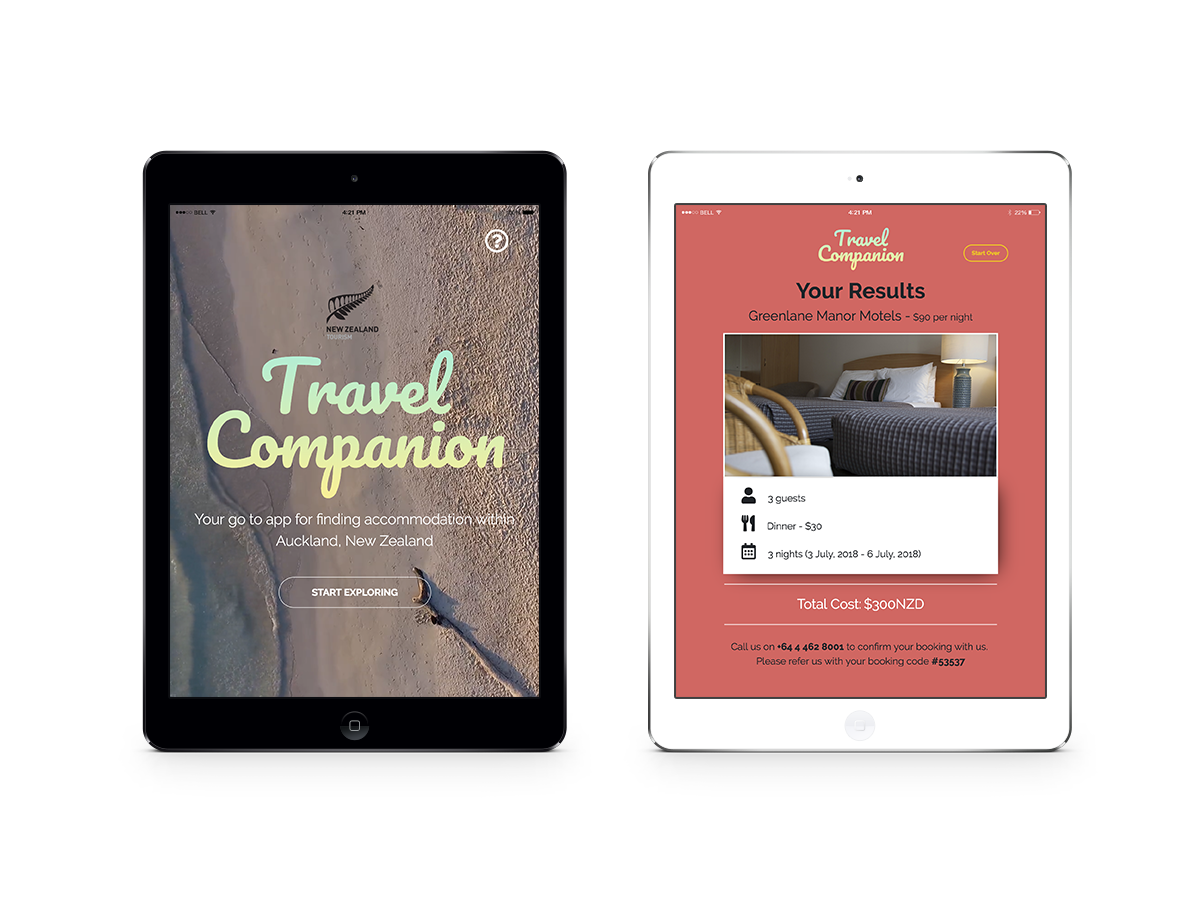 BELL
4:21 PM
NEW ZEALAND
TOURISM
Travel
Companion
Your go to app for finding accommodation within
Auckland, New Zealand
START EXPLORING
BELL
4:21 PM
22%
Travel
Companion
Start Over
Your Results
Greenlane Manor Motels - $90 per night
3 guests
Dinner - $30
3 nights (3 July, 2018 - 6 July, 2018)
Total Cost: $300NZD
Call us on +64 4 462 8001 to confirm your booking with us.
Please refer us with your booking code #53537